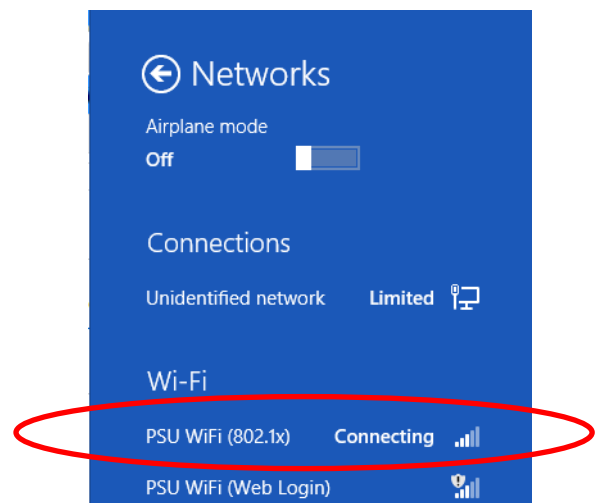 Networks
Airplane mode
Off
Connections
Unidentified network Limited
Wi-Fi
PSU WiFi (802.1x) Connecting
PSU WiFi (Web Login)